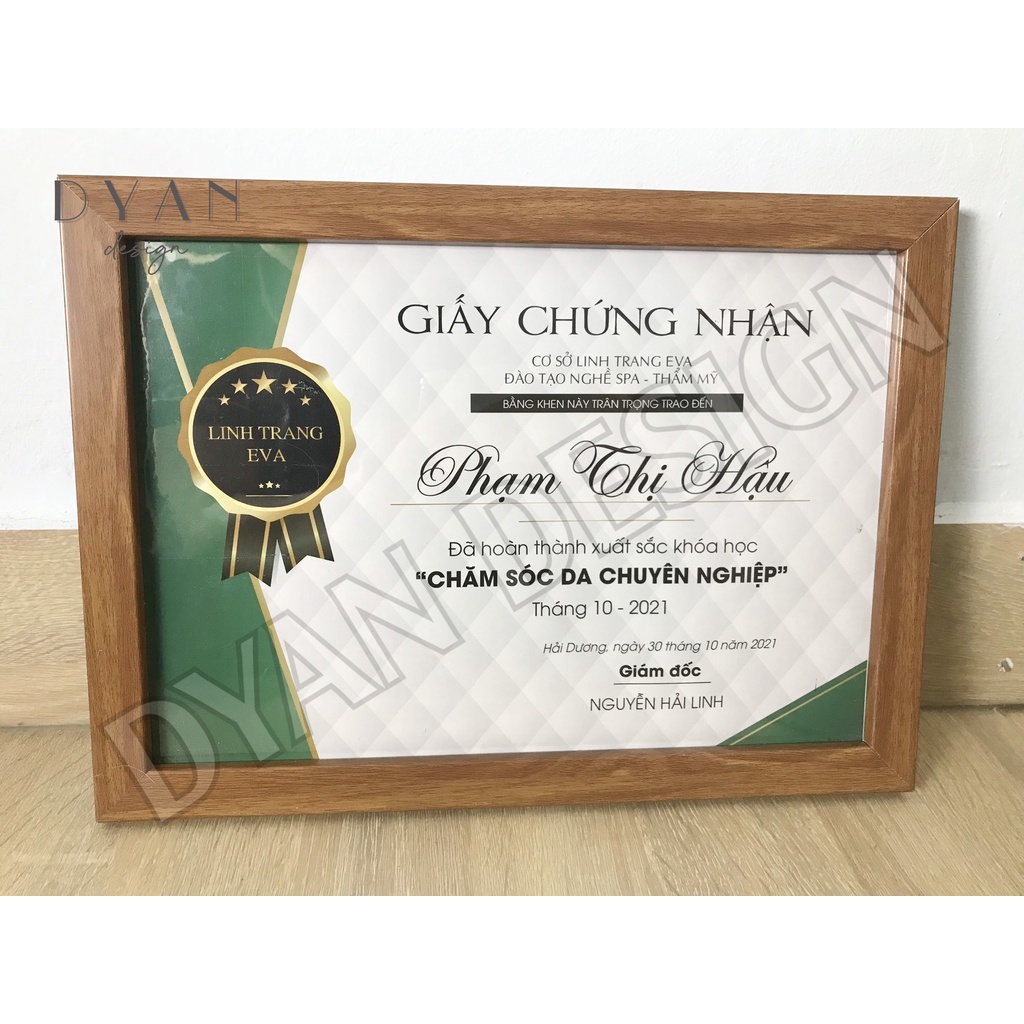 DYAN
design
GIẤY CHỨNG NHẬN
CƠ SỞ LINH TRANG EVA
ĐÀO TẠO NGHỀ SPA - THẨM MỸ
BẰNG KHEN NÀY TRÂN TRỌNG TRAO ĐẾN
LINH TRANG
EVA
Phạm Thị Hậu
Đã hoàn thành xuất sắc khóa học
“CHĂM SÓC DA CHUYÊN NGHIỆP”
Tháng 10 - 2021
Hải Dương, ngày 30 tháng 10 năm 2021
Giám đốc
NGUYỄN HẢI LINH
DYAN DESIGN